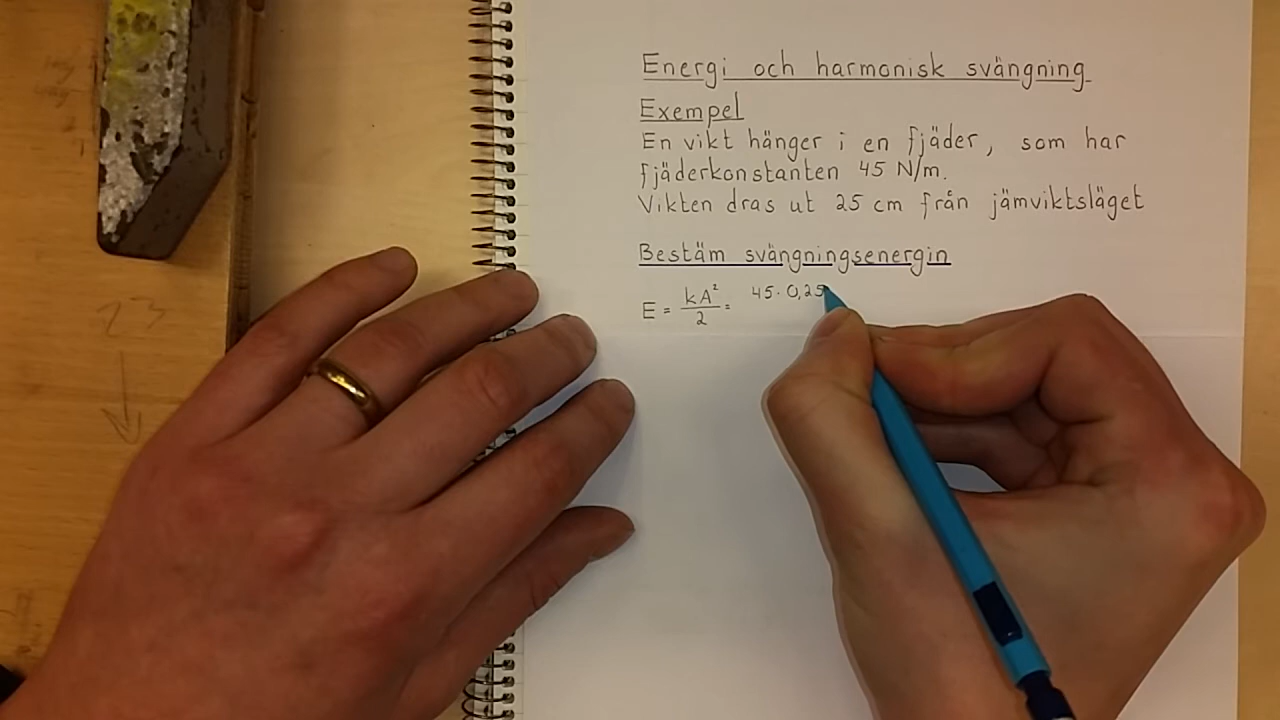 Energi och harmonisk svängning
Exempel
En vikt hänger i en fjäder, som har
fjäderkonstanten 45 N/m.
Vikten dras ut 25 cm från jämviktsläget
Bestäm svängningsenergin
E = kA²/2 = 45·0,25
23